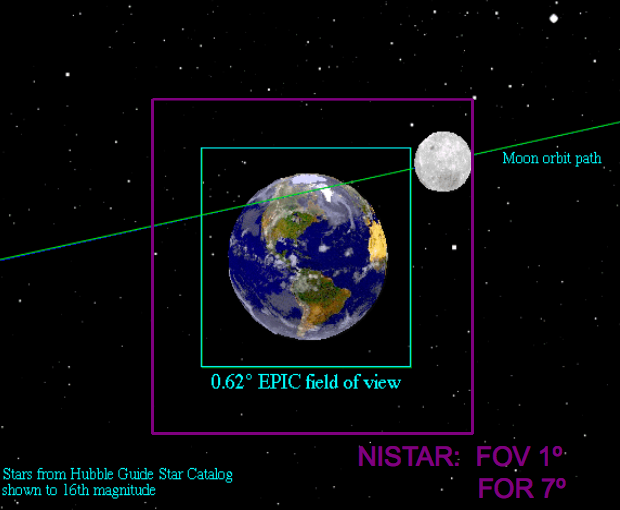 Moon orbit path
0.62° EPIC field of view
NISTAR: FOV 1º
FOR 7º
Stars from Hubble Guide Star Catalog
shown to 16th magnitude